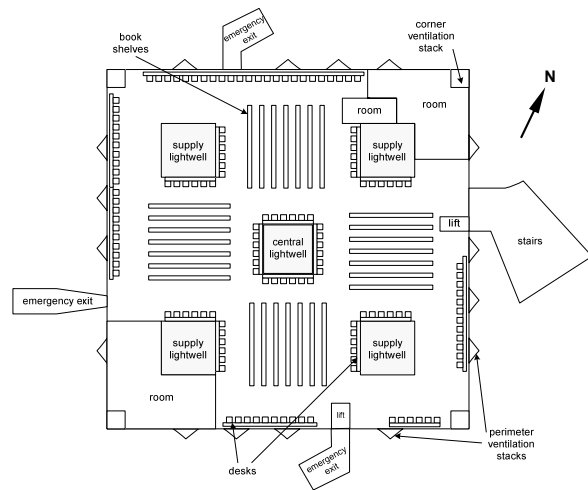 book
shelves
emergency
exit
corner
ventilation
stack
N
room
room
supply
lightwell
supply
lightwell
central
lightwell
lift
stairs
emergency exit
supply
lightwell
supply
lightwell
room
lift
desks
emergency
exit
perimeter
ventilation
stacks